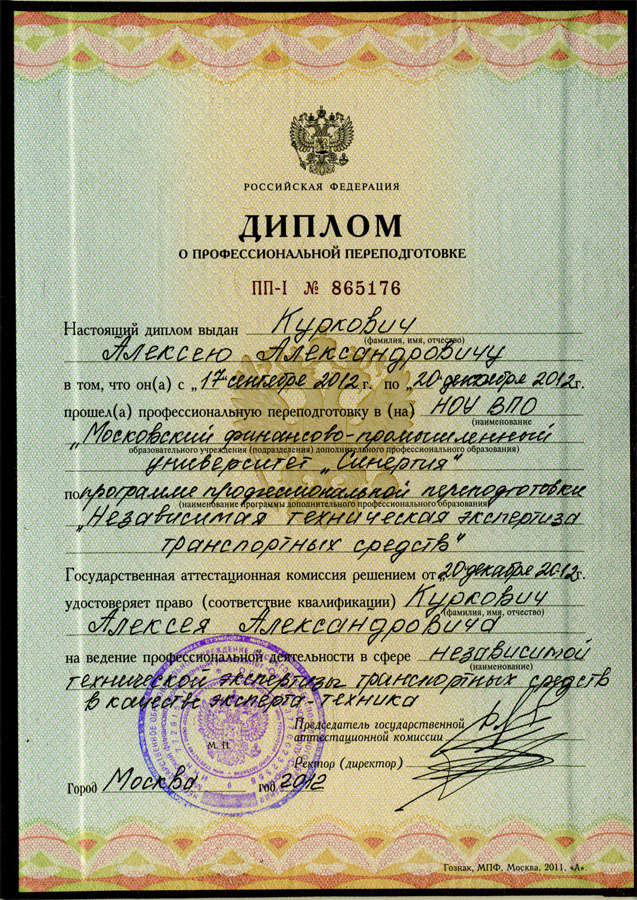 РОССИЙСКАЯ ФЕДЕРАЦИЯ
ДИПЛОМ
О ПРОФЕССИОНАЛЬНОЙ ПЕРЕПОДГОТОВКЕ
ПП-I № 865176
Настоящий диплом выдан Куркович
(фамилия, имя, отчество)
Алексею Александровичу
в том, что он(а) с „17 сентября 2012 г. по „20 декабря 2012 г.
прошел(а) профессиональную переподготовку в (на) НОУ ВПО
(наименование
„Московский финансово-промышленный
образовательного учреждения (подразделения) дополнительного профессионального образования)
университет „Синергия"
по программе профессиональной переподготовки
(наименование программы дополнительного профессионального образования)
„Независимая техническая экспертиза
транспортных средств"
Государственная аттестационная комиссия решением от „20 декабря 2012 г.
удостоверяет право (соответствие квалификации) Куркович
(фамилия, имя, отчество)
Алексея Александровича
на ведение профессиональной деятельности в сфере независимой
(наименование)
технической экспертизы транспортных средств
в качестве эксперта-техника
Председатель государственной
аттестационной комиссии
М. П.
Ректор (директор)
Город Москва год 2012
Гознак, МПФ, Москва, 2011, «А».